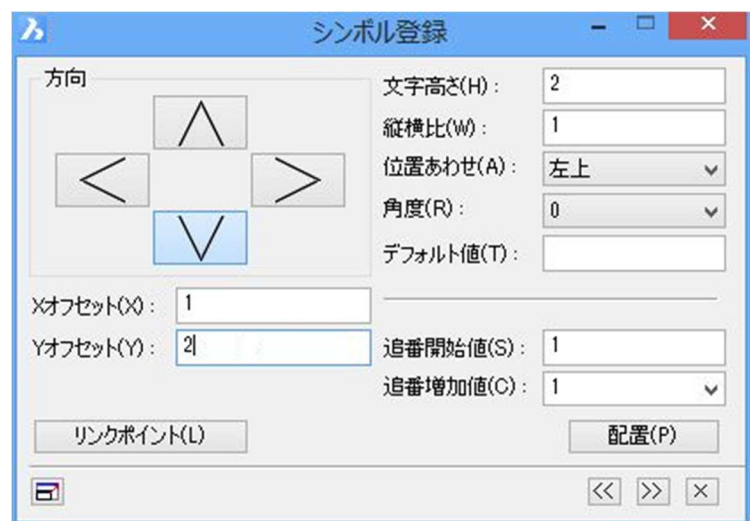 シンボル登録
方向
文字高さ(H): 2
縦横比(W): 1
位置あわせ(A): 左上
角度(R): 0
デフォルト値(T):
Xオフセット(X): 1
Yオフセット(Y): 2
追番開始値(S): 1
追番増加値(C): 1
リンクポイント(L)
配置(P)